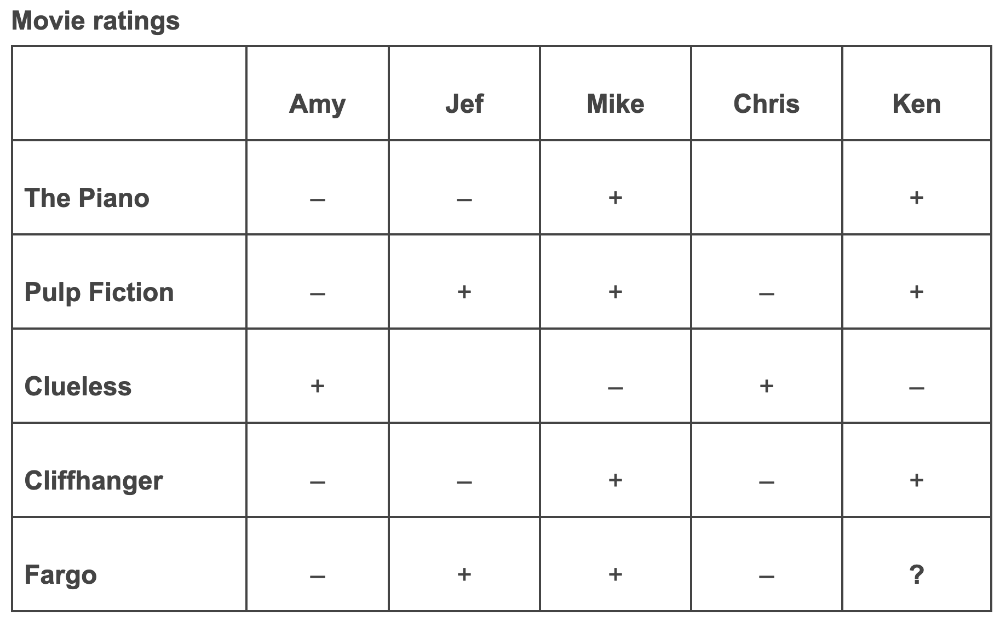 Movie ratings
Amy Jef Mike Chris Ken
The Piano – – + +
Pulp Fiction – + + – +
Clueless + – + –
Cliffhanger – – + – +
Fargo – + + – ?